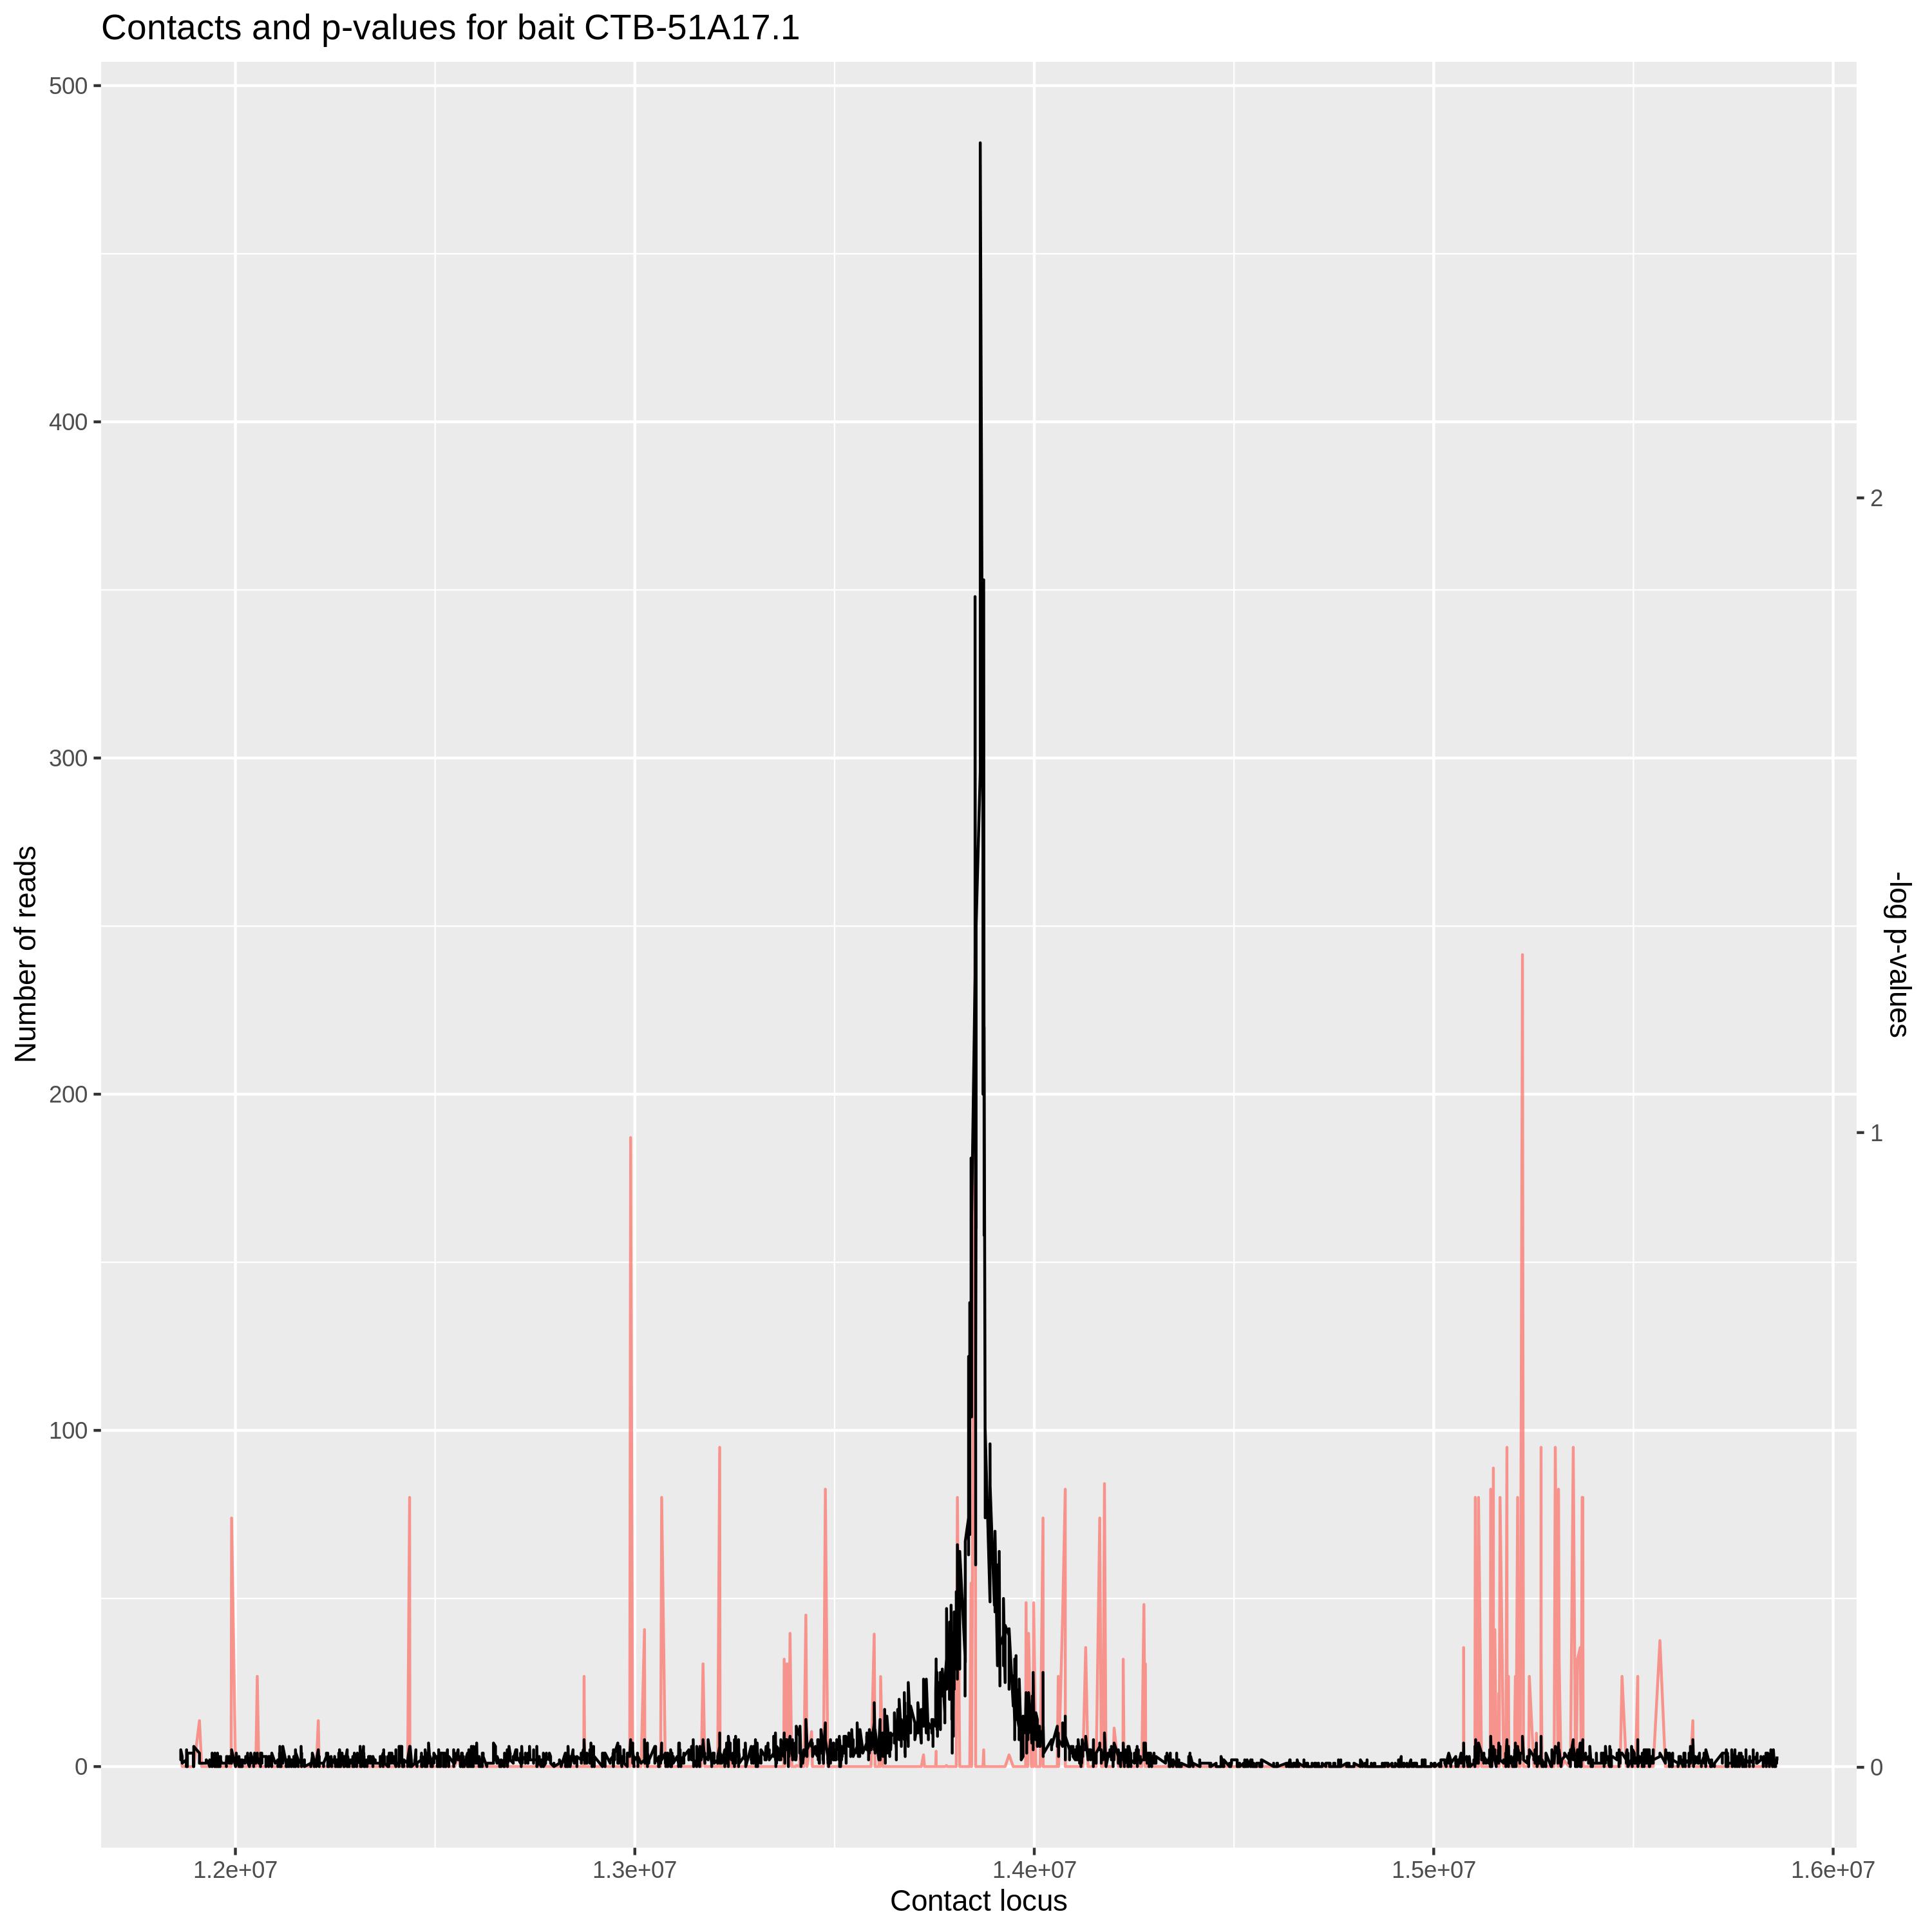 Contacts and p-values for bait CTB-51A17.1
500
400
300
200
100
0
Number of reads
2
1
0
-log p-values
1.2e+07
1.3e+07
1.4e+07
1.5e+07
1.6e+07
Contact locus